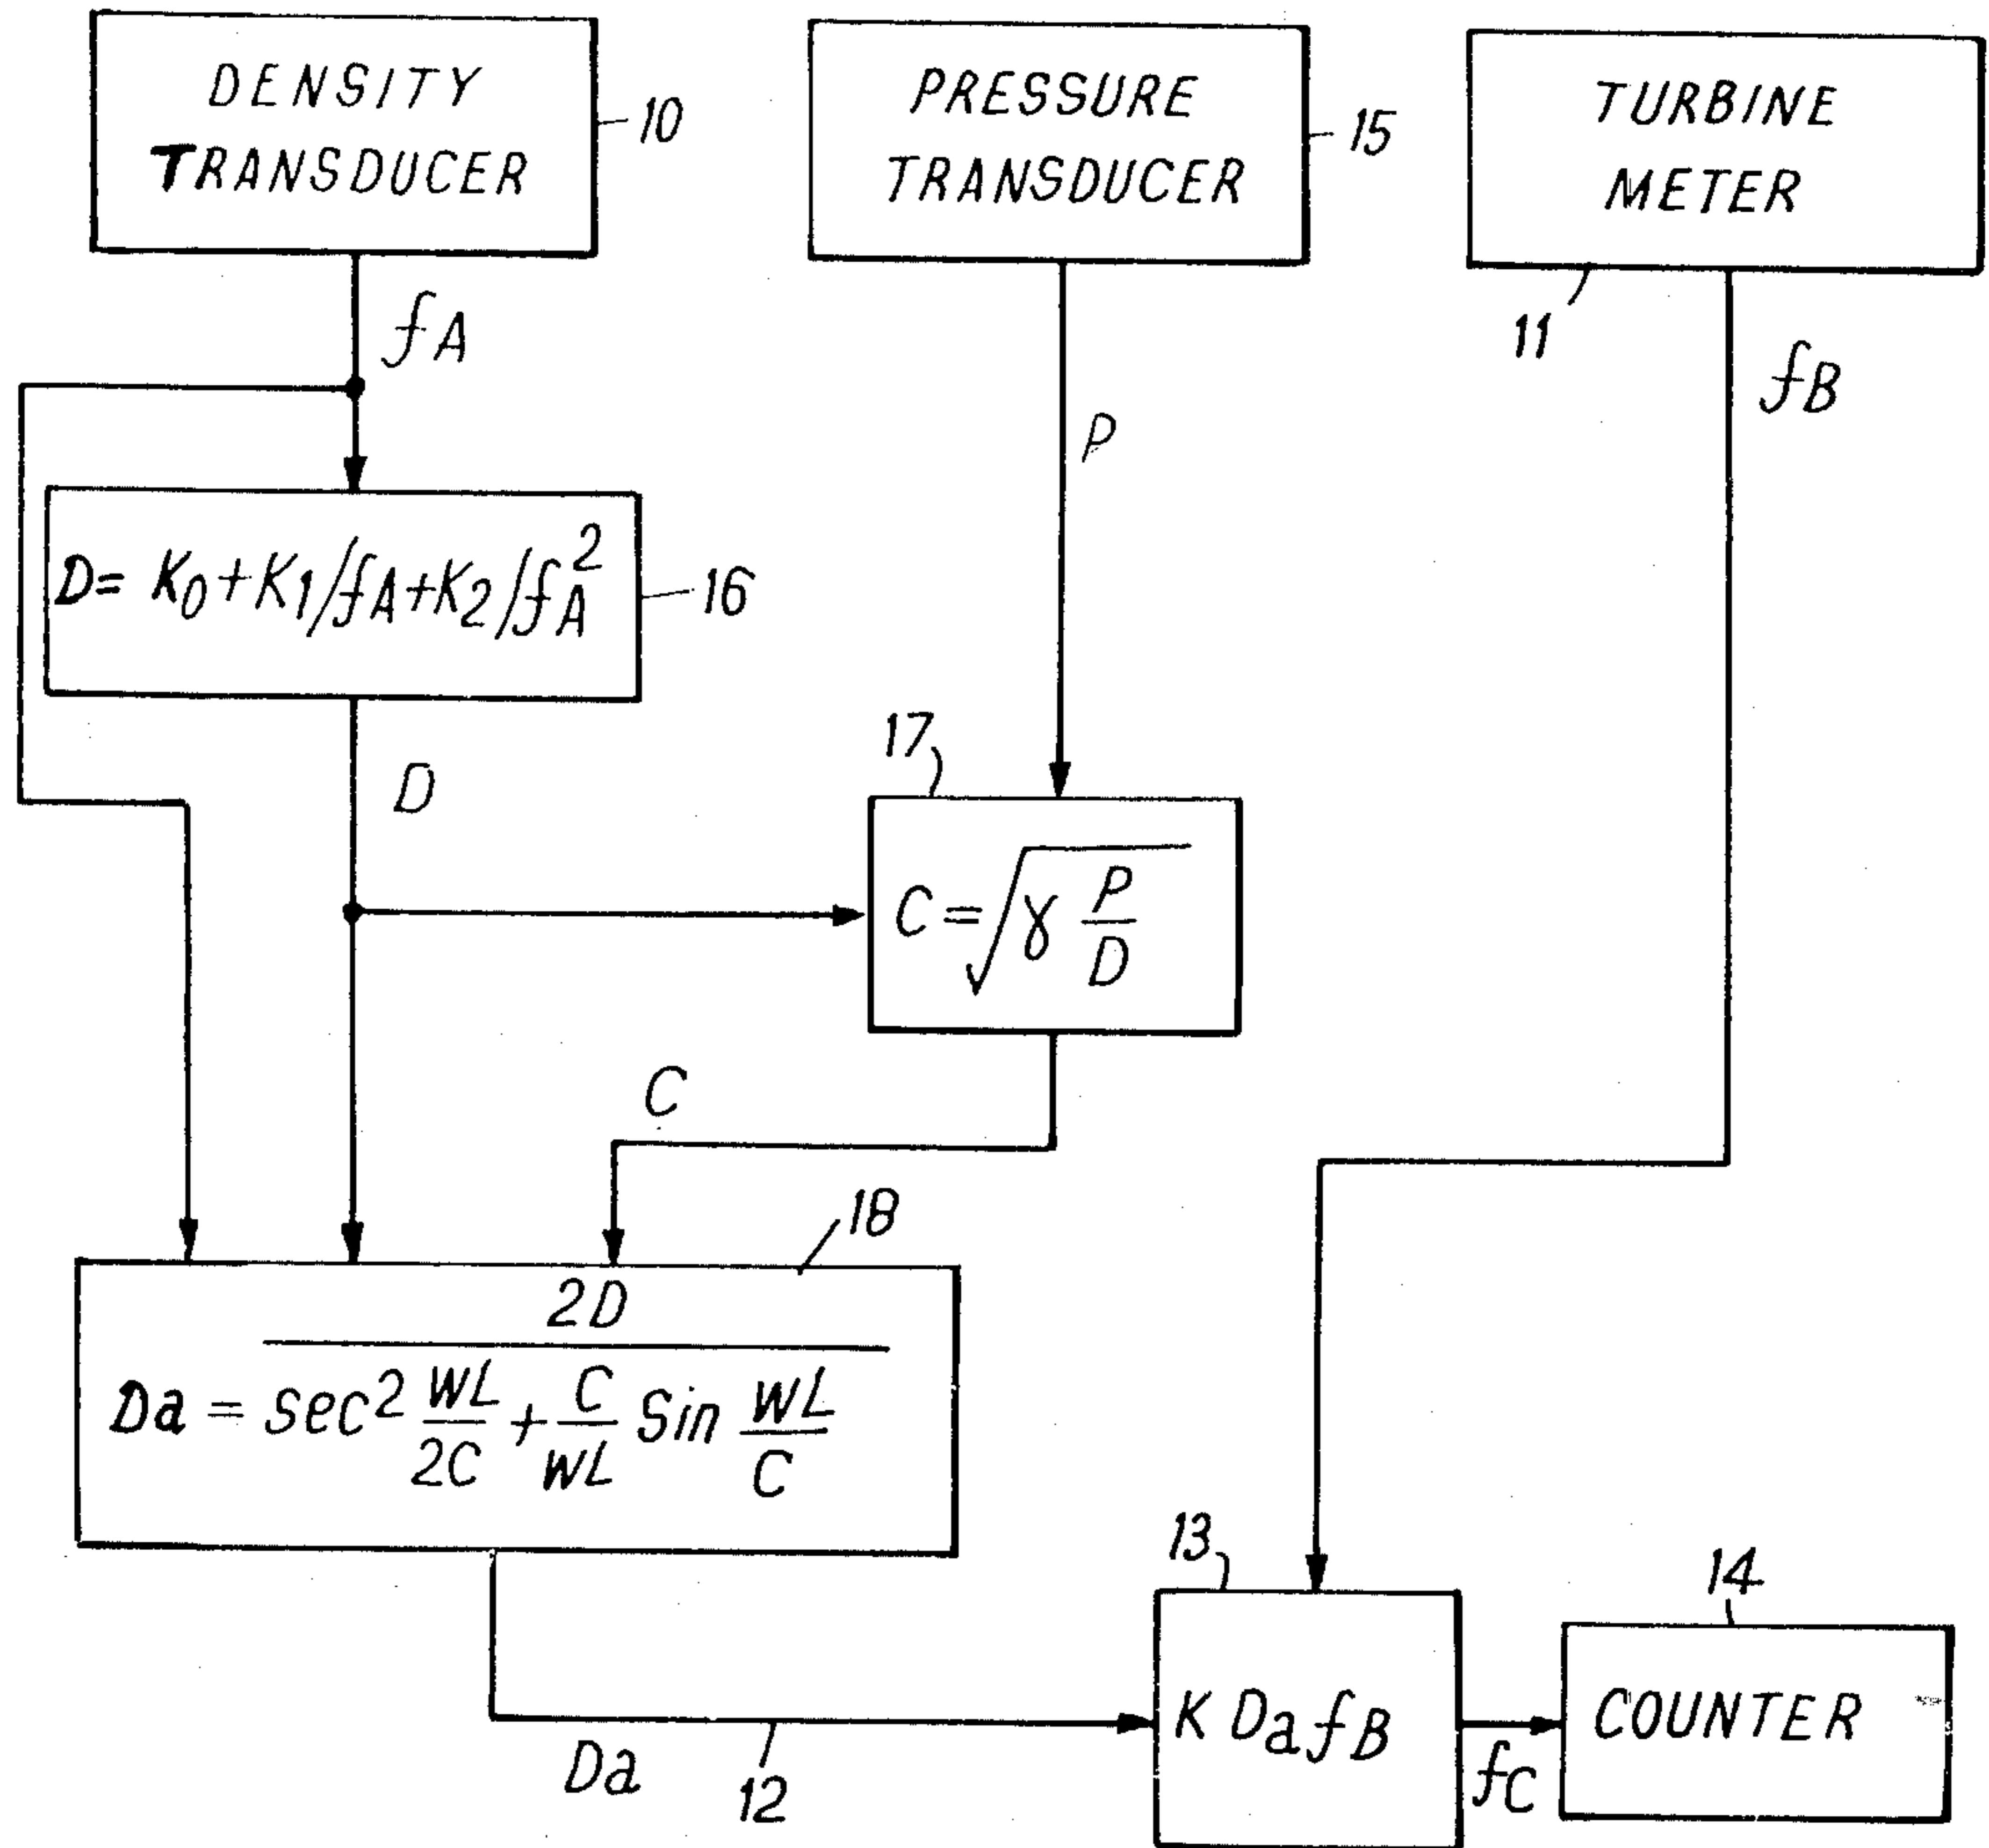 DENSITY
TRANSDUCER
10
PRESSURE
TRANSDUCER
15
TURBINE
METER
11
fA
P
fB
D= K0+K1/fA+K2/fA²
16
D
17
C=√γ P/D
C
18
2D
Da = sec² WL/2C + C/WL Sin WL/C
Da
12
13
K Da fB
fC
14
COUNTER